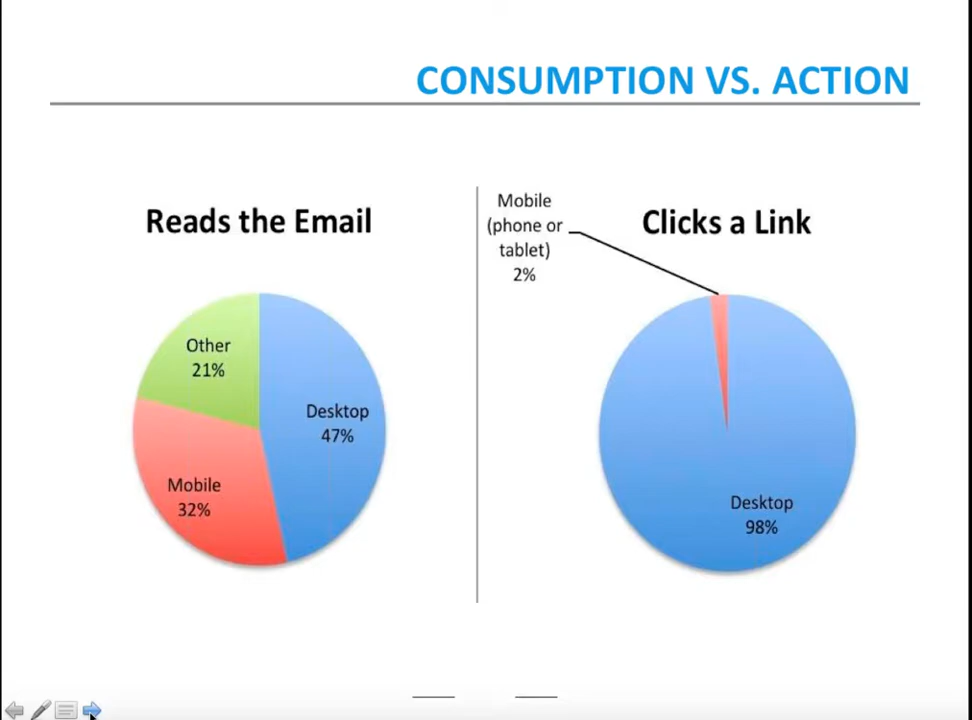 CONSUMPTION VS. ACTION
Reads the Email
Other
21%
Desktop
47%
Mobile
32%
Mobile
(phone or
tablet)
2%
Clicks a Link
Desktop
98%